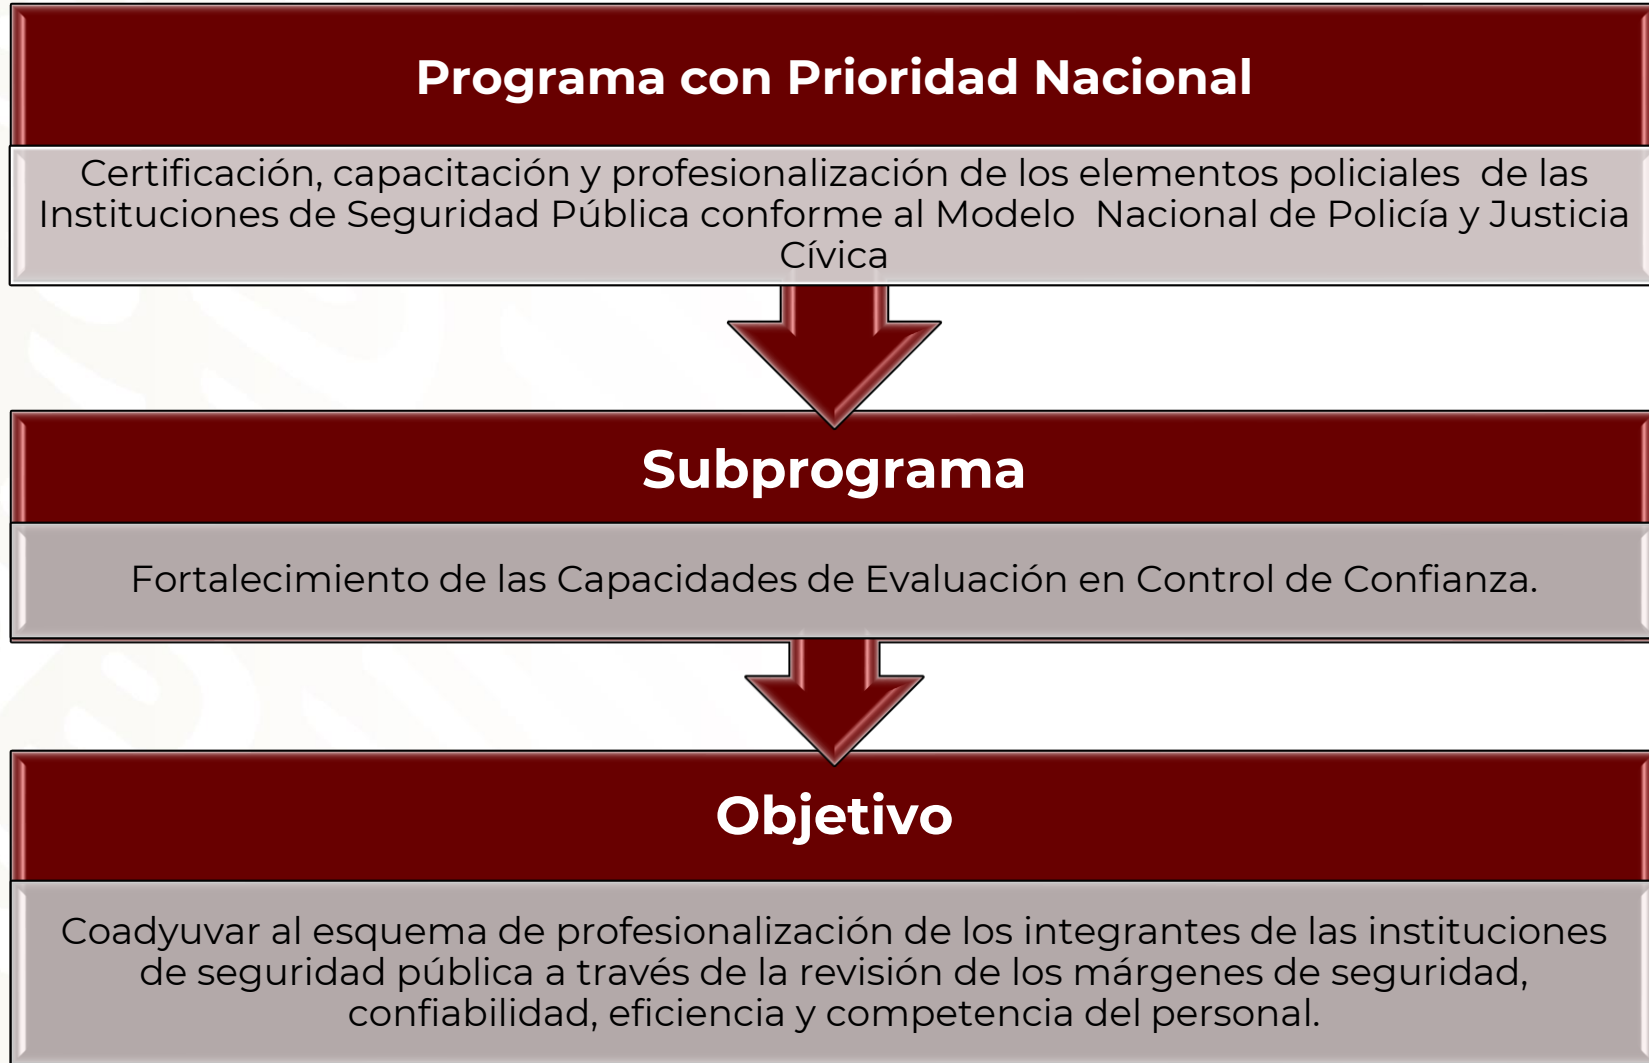 Programa con Prioridad Nacional
Certificación, capacitación y profesionalización de los elementos policiales de las
Instituciones de Seguridad Pública conforme al Modelo Nacional de Policía y Justicia
Cívica
Subprograma
Fortalecimiento de las Capacidades de Evaluación en Control de Confianza.
Objetivo
Coadyuvar al esquema de profesionalización de los integrantes de las instituciones
de seguridad pública a través de la revisión de los márgenes de seguridad,
confiabilidad, eficiencia y competencia del personal.